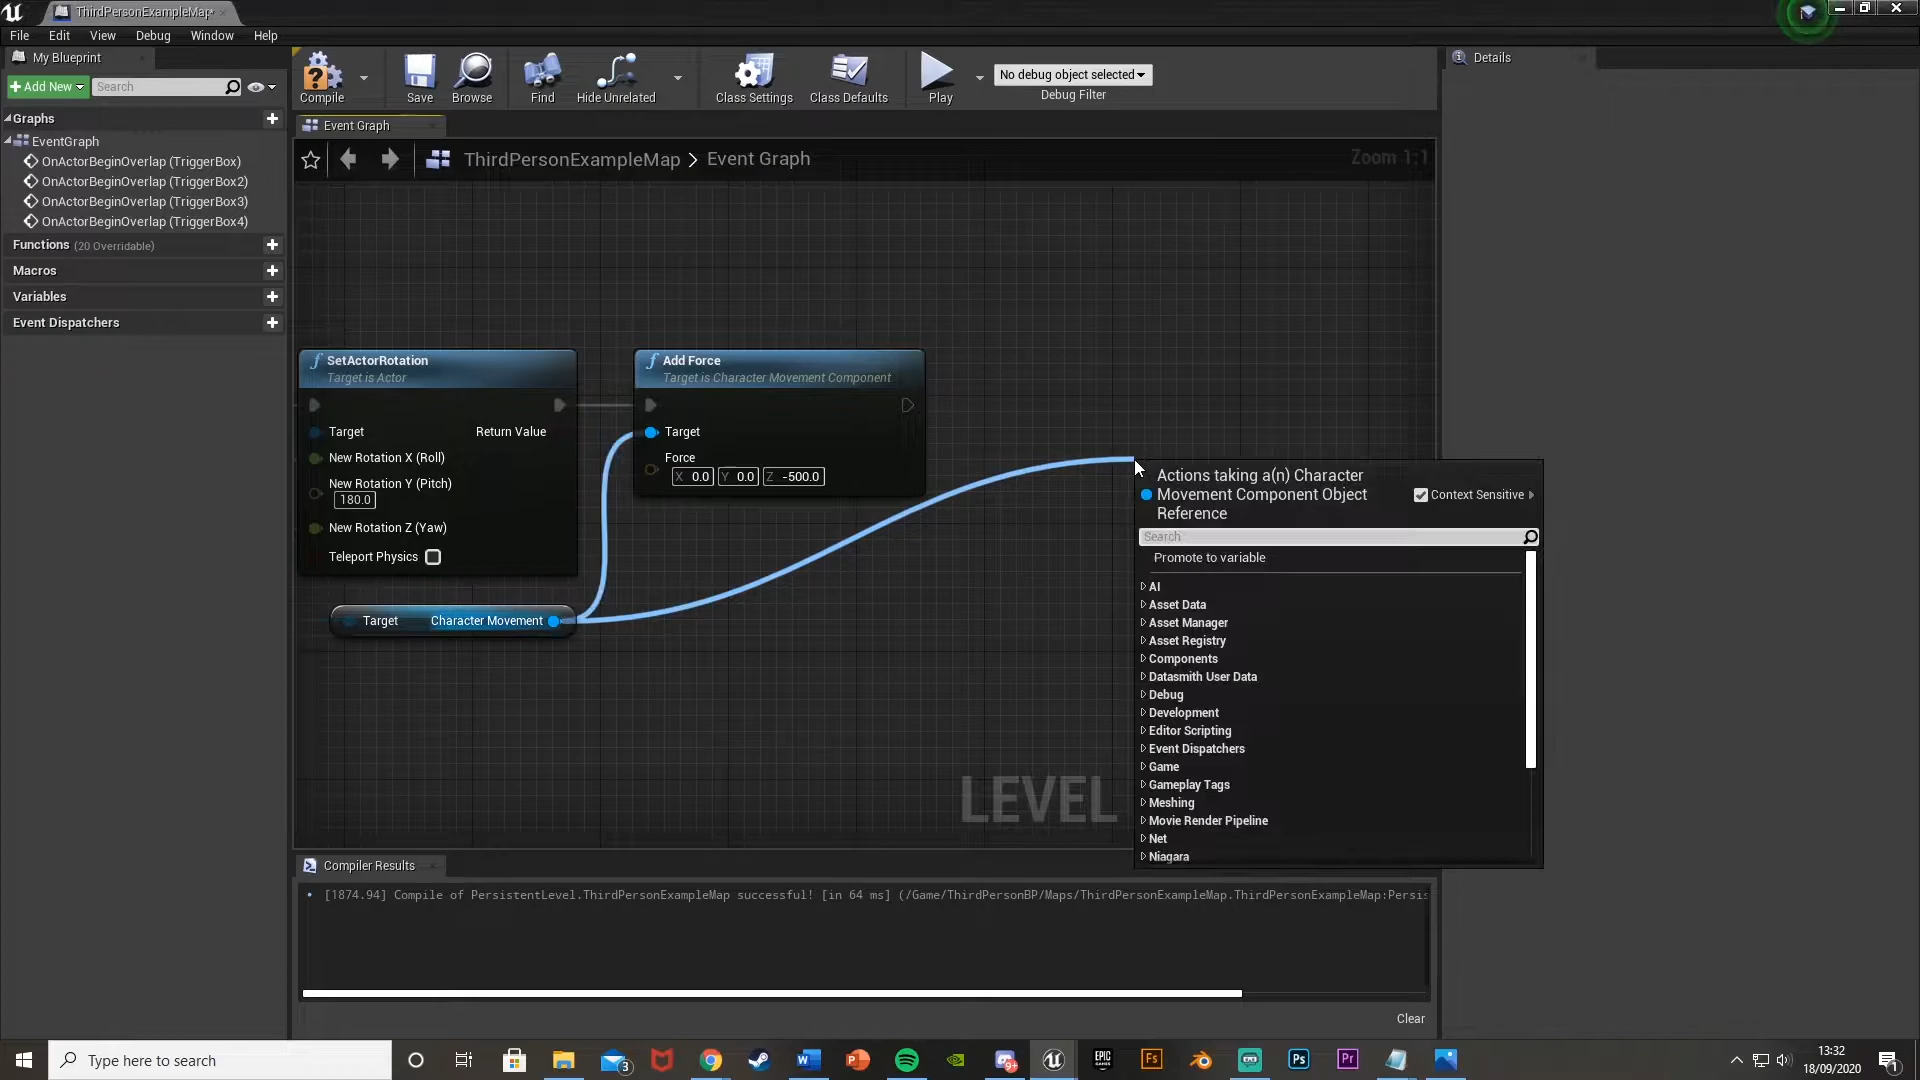 ThirdPersonExampleMap*
File Edit View Debug Window Help
My Blueprint
Add New
Search
Compile
Save
Browse
Find
Hide Unrelated
Class Settings
Class Defaults
Play
No debug object selected
Debug Filter
Details
Graphs
EventGraph
OnActorBeginOverlap (TriggerBox)
OnActorBeginOverlap (TriggerBox2)
OnActorBeginOverlap (TriggerBox3)
OnActorBeginOverlap (TriggerBox4)
Functions (20 Overridable)
Macros
Variables
Event Dispatchers
Event Graph
ThirdPersonExampleMap > Event Graph
Zoom 1:1
SetActorRotation
Target is Actor
Target
Return Value
New Rotation X (Roll)
New Rotation Y (Pitch)
180.0
New Rotation Z (Yaw)
Teleport Physics
Add Force
Target is Character Movement Component
Target
Force
X 0.0 Y 0.0 Z -500.0
Target Character Movement
Actions taking a(n) Character
Movement Component Object
Reference
Context Sensitive
Search
Promote to variable
AI
Asset Data
Asset Manager
Asset Registry
Components
Datasmith User Data
Debug
Development
Editor Scripting
Event Dispatchers
Game
Gameplay Tags
Meshing
Movie Render Pipeline
Net
Niagara
LEVEL
Compiler Results
[1874.94] Compile of PersistentLevel.ThirdPersonExampleMap successful! [in 64 ms] (/Game/ThirdPersonBP/Maps/ThirdPersonExampleMap.ThirdPersonExampleMap:Persis
Clear
Type here to search
3
9+
EPIC
GAMES
Fs
Ps
Pr
13:32
18/09/2020
1